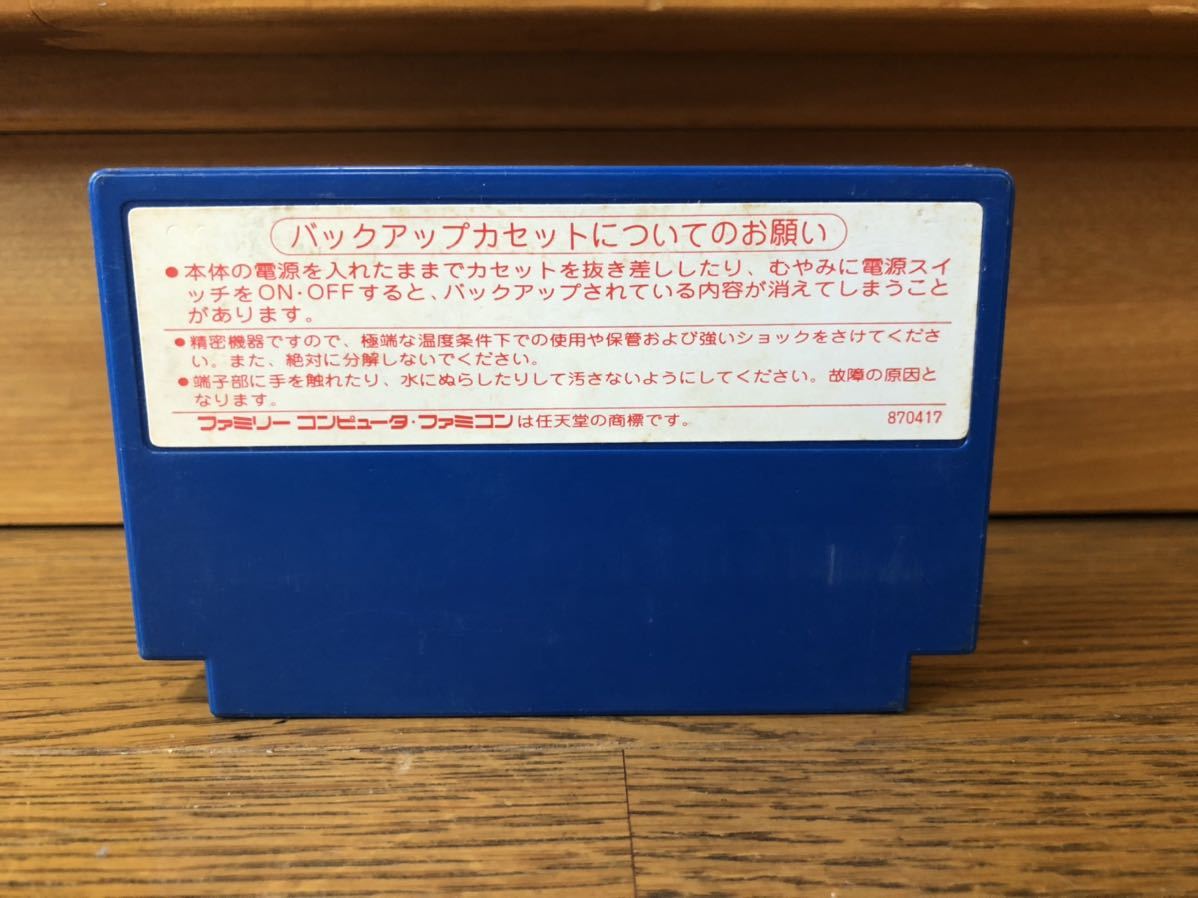 バックアップカセットについてのお願い
●本体の電源を入れたままでカセットを抜き差ししたり、むやみに電源スイ
ッチをON・OFFすると、バックアップされている内容が消えてしまうこと
があります。
●精密機器ですので、極端な温度条件下での使用や保管および強いショックをさけてくださ
い。また、絶対に分解しないでください。
●端子部に手を触れたり、水にぬらしたりして汚さないようにしてください。故障の原因と
なります。
ファミリーコンピュータ・ファミコンは任天堂の商標です。 870417